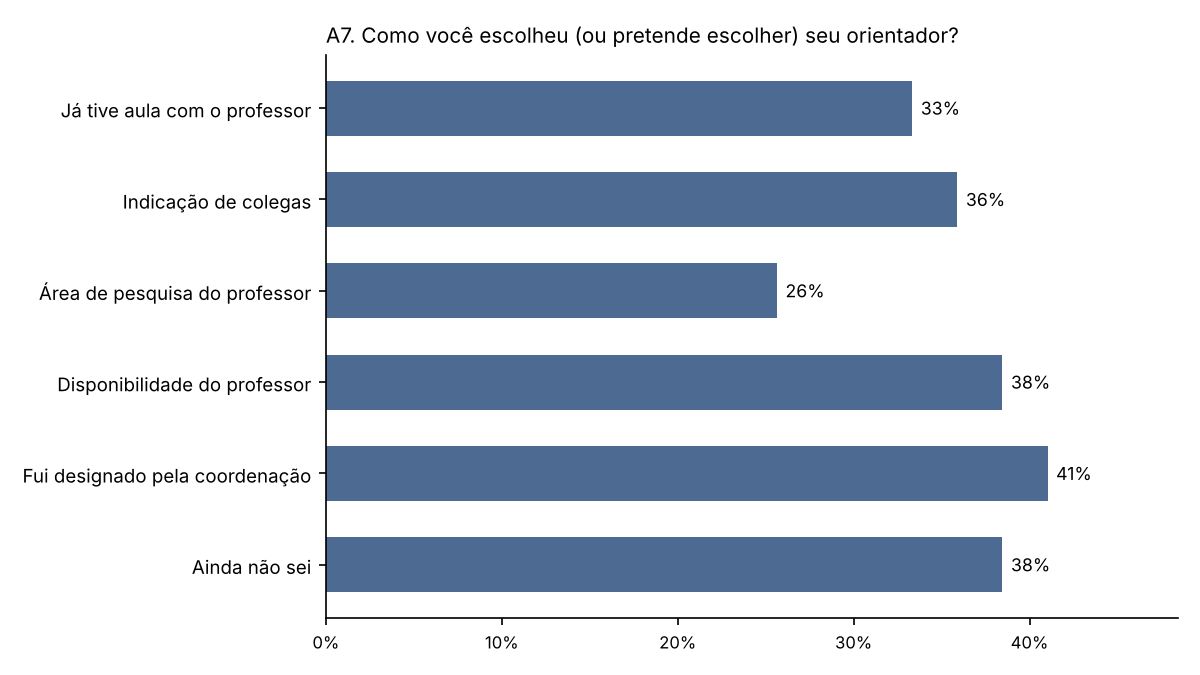 A7. Como você escolheu (ou pretende escolher) seu orientador?
Já tive aula com o professor
33%
Indicação de colegas
36%
Área de pesquisa do professor
26%
Disponibilidade do professor
38%
Fui designado pela coordenação
41%
Ainda não sei
38%
0% 10% 20% 30% 40%